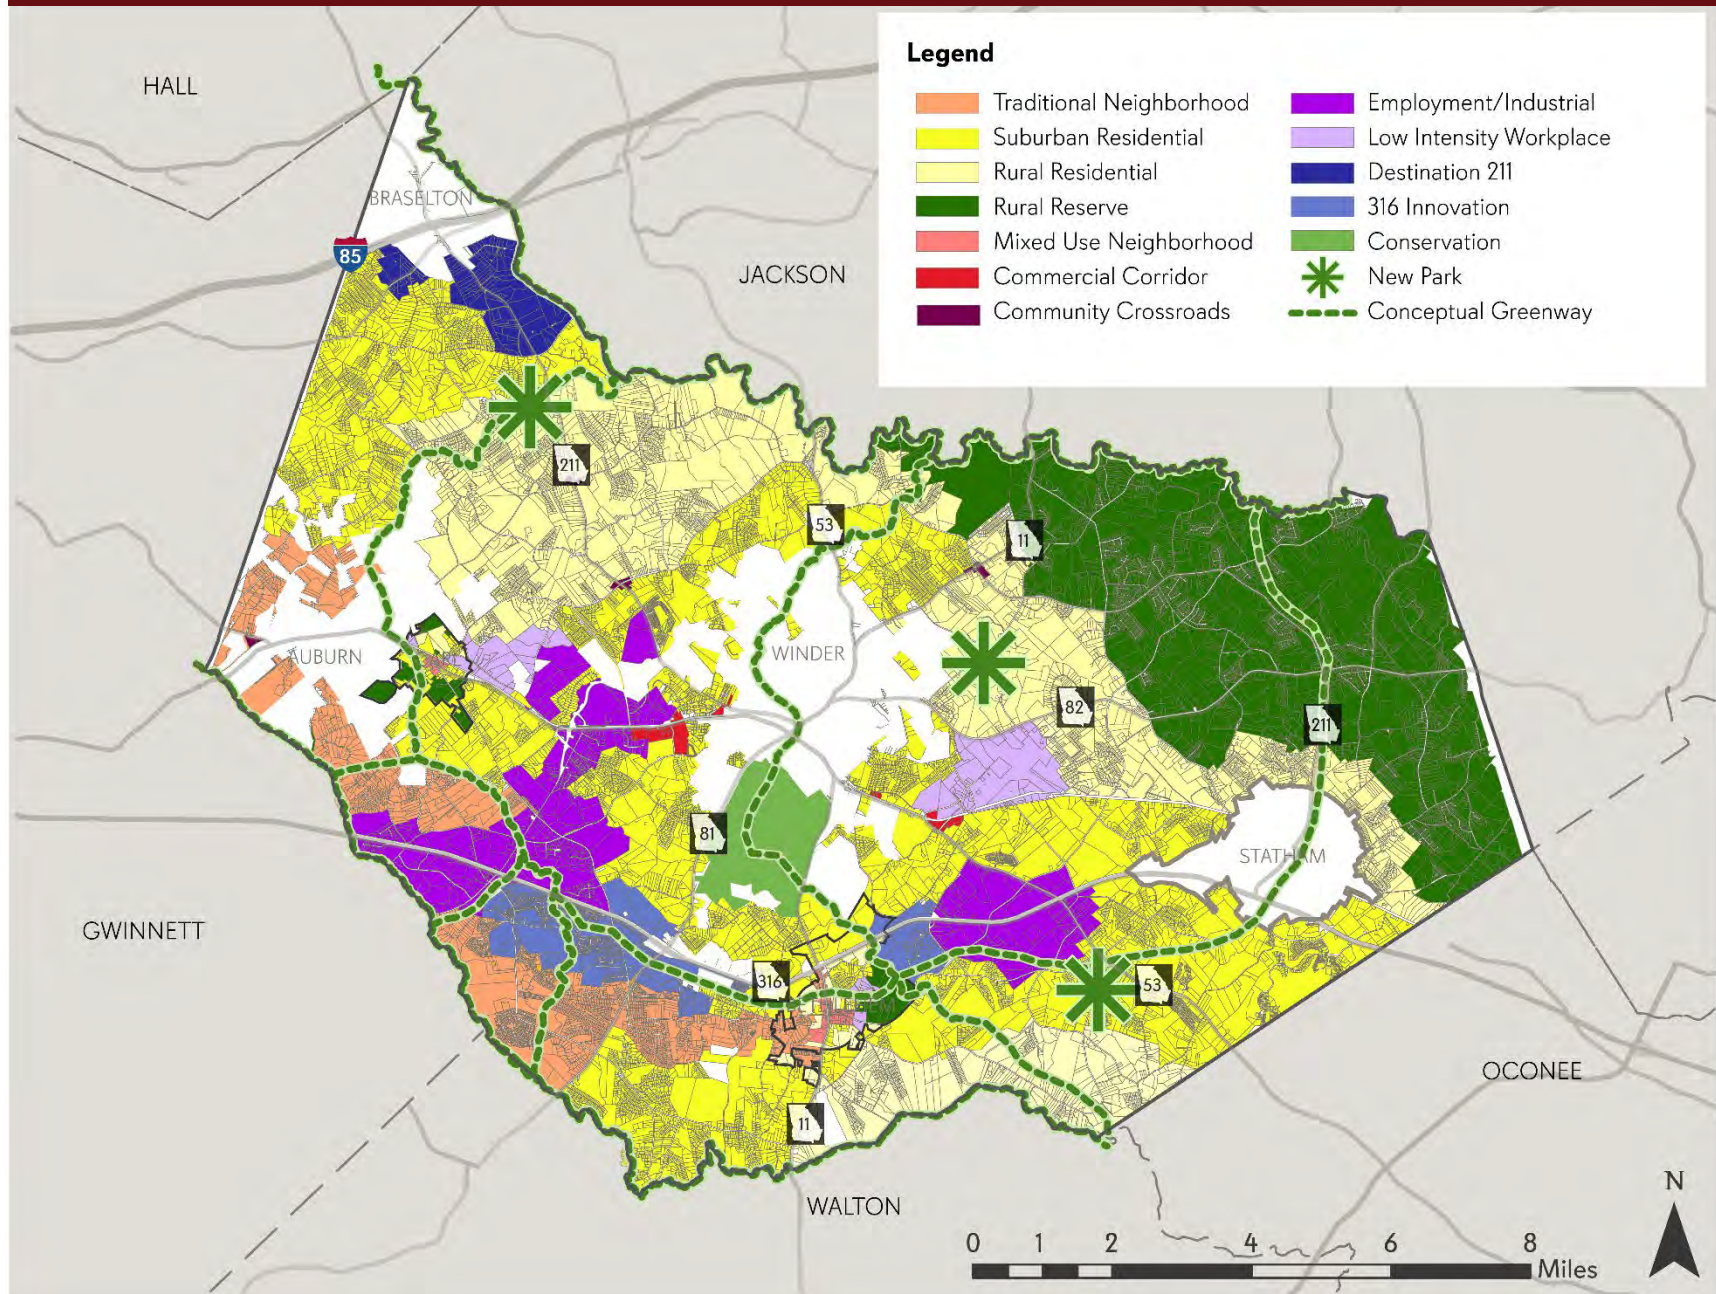 Legend
Traditional Neighborhood
Suburban Residential
Rural Residential
Rural Reserve
Mixed Use Neighborhood
Commercial Corridor
Community Crossroads
Employment/Industrial
Low Intensity Workplace
Destination 211
316 Innovation
Conservation
New Park
Conceptual Greenway
HALL
BRASELTON
85
JACKSON
211
53
11
AUBURN
WINDER
82
211
81
STATHAM
GWINNETT
316
53
OCONEE
11
WALTON
N
0 1 2 4 6 8
Miles